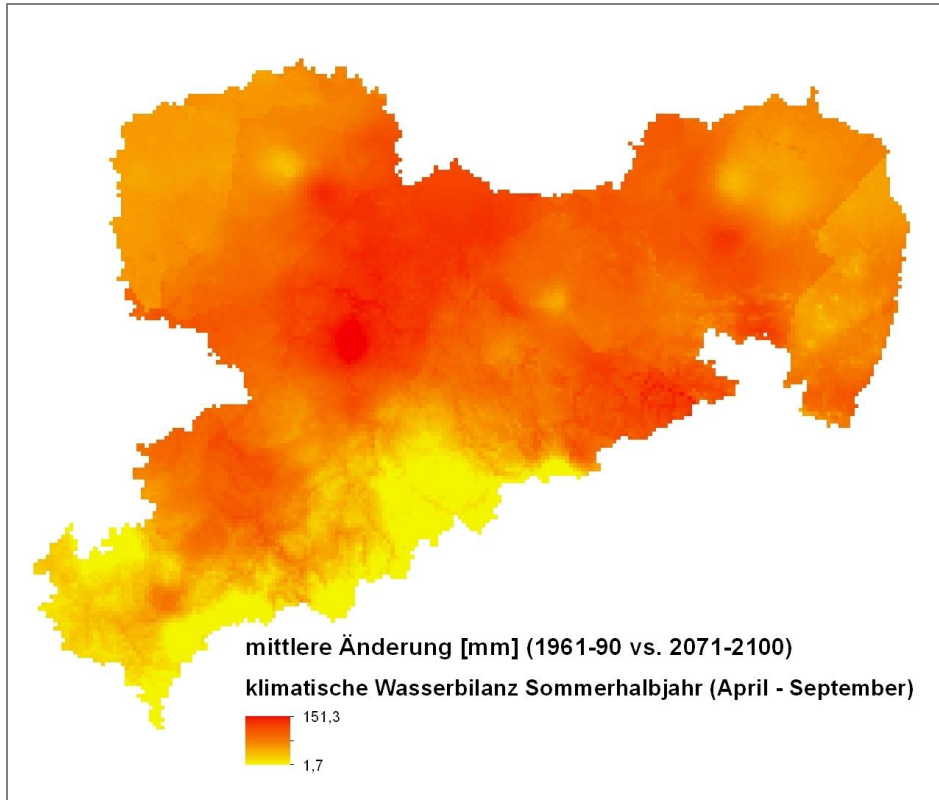 mittlere Änderung [mm] (1961-90 vs. 2071-2100)
klimatische Wasserbilanz Sommerhalbjahr (April - September)
151,3
1,7